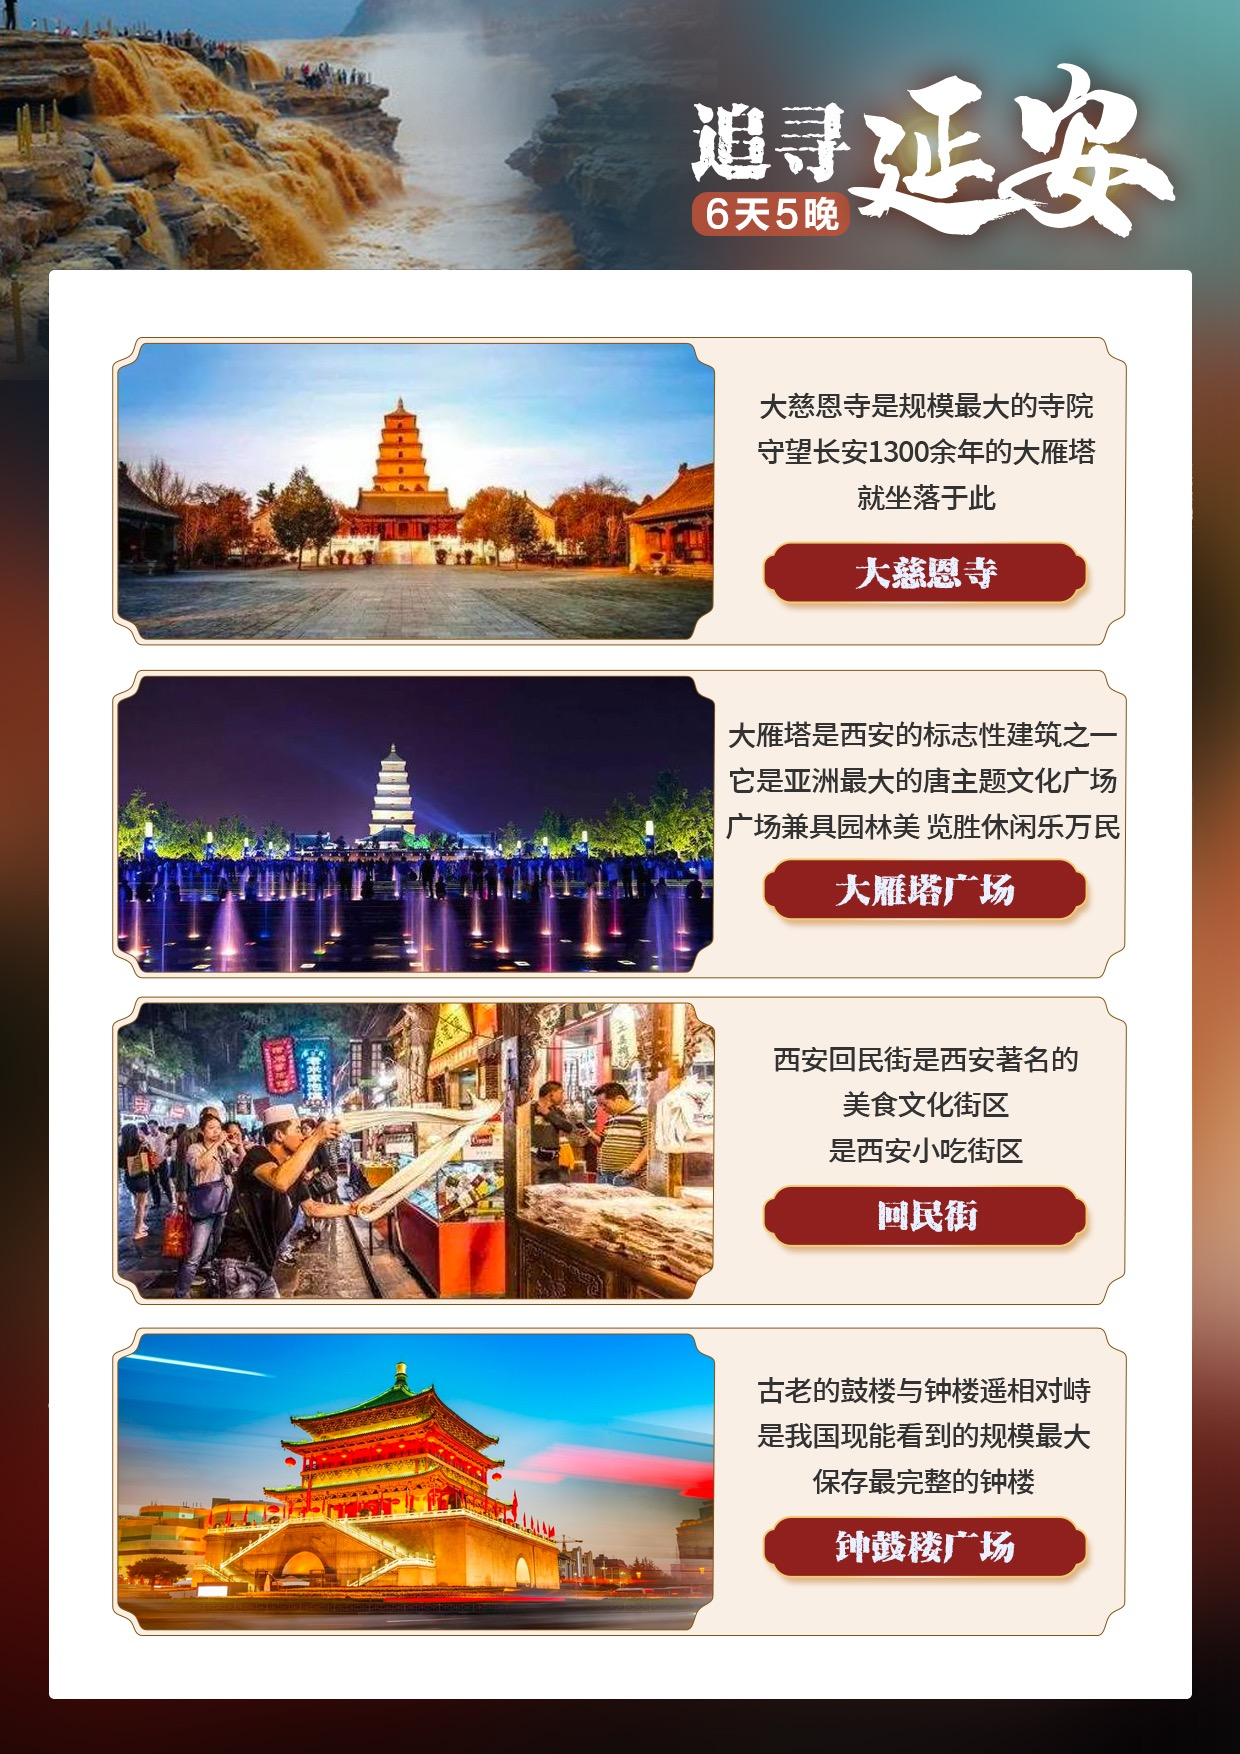 追寻延安
6天5晚
大慈恩寺是规模最大的寺院
守望长安1300余年的大雁塔
就坐落于此
大慈恩寺
大雁塔是西安的标志性建筑之一
它是亚洲最大的唐主题文化广场
广场兼具园林美 览胜休闲乐万民
大雁塔广场
西安回民街是西安著名的
美食文化街区
是西安小吃街区
回民街
古老的鼓楼与钟楼遥相对峙
是我国现能看到的规模最大
保存最完整的钟楼
钟鼓楼广场